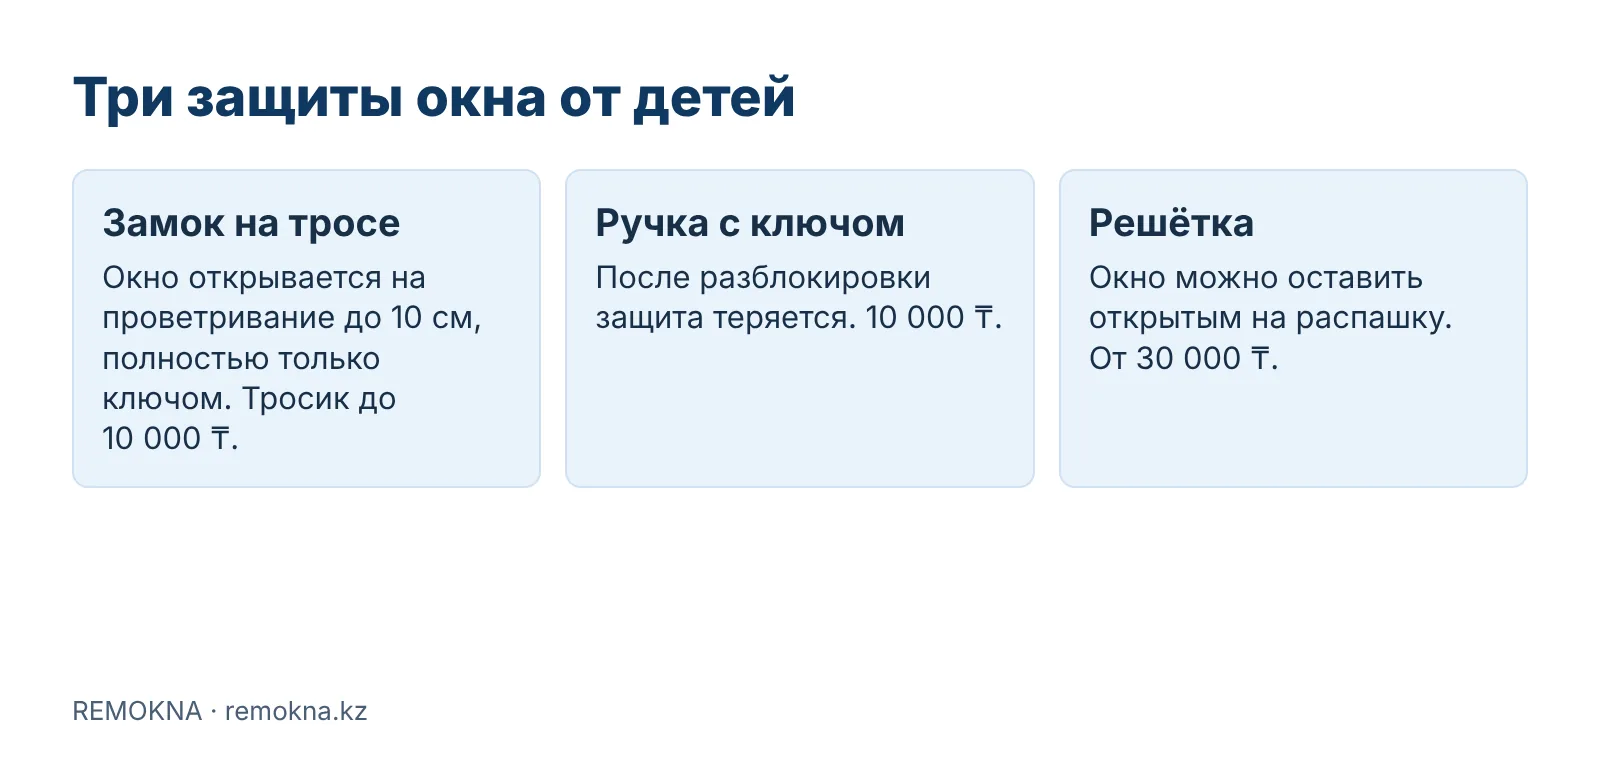 Три защиты окна от детей
Замок на тросе
Окно открывается на
проветривание до 10 см,
полностью только
ключом. Тросик до
10 000 ₸.
Ручка с ключом
После разблокировки
защита теряется. 10 000 ₸.
Решётка
Окно можно оставить
открытым на распашку.
От 30 000 ₸.
REMOKNA · remokna.kz